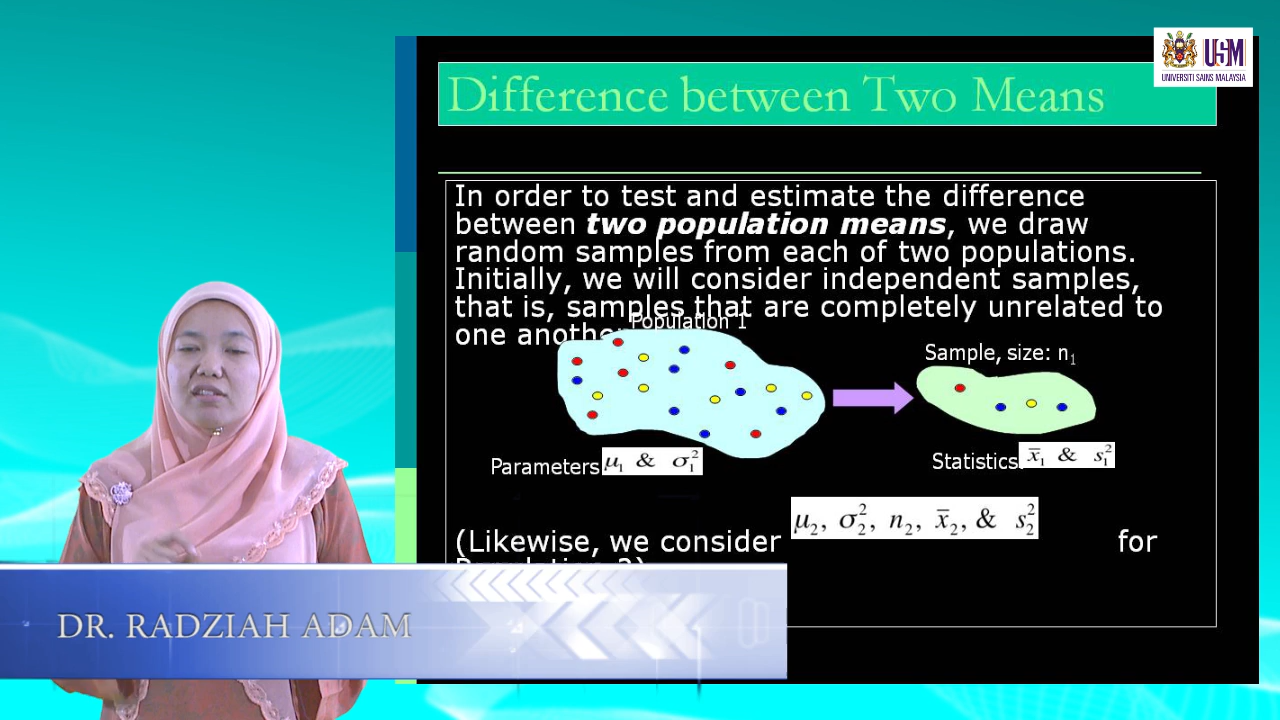 USM
UNIVERSITI SAINS MALAYSIA
Difference between Two Means
In order to test and estimate the difference
between two population means, we draw
random samples from each of two populations.
Initially, we will consider independent samples,
that is, samples that are completely unrelated to
one another
Population 1
Sample, size: n₁
Parameters
μ₁ & σ₁²
Statistics:
x̄₁ & s₁²
(Likewise, we consider μ₂, σ₂², n₂, x̄₂, & s₂² for
DR. RADZIAH ADAM